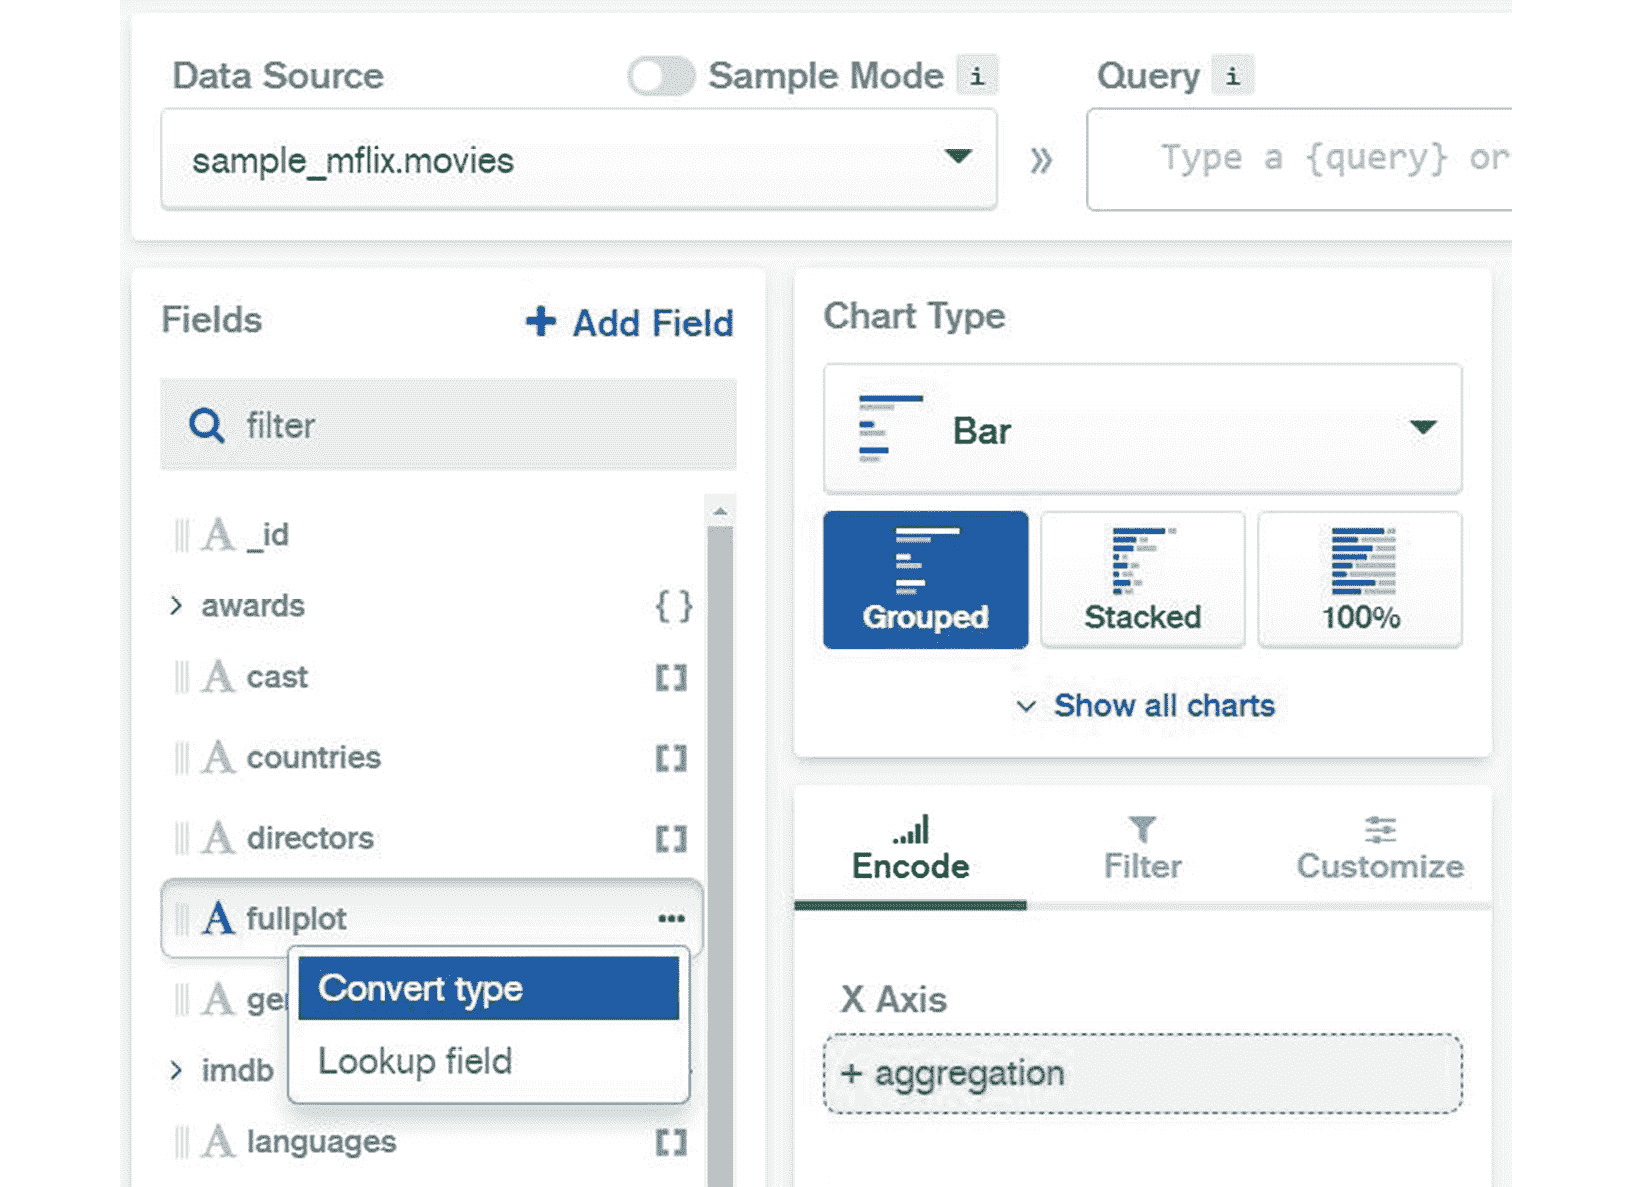 Data Source
Sample Mode i
Query i
sample_mflix.movies
»
Type a {query} or
Fields
+ Add Field
filter
A _id
awards { }
A cast [ ]
A countries [ ]
A directors [ ]
A fullplot •••
Convert type
Lookup field
A ge
imdb
A languages [ ]
Chart Type
Bar
Grouped
Stacked
100%
Show all charts
Encode
Filter
Customize
X Axis
+ aggregation